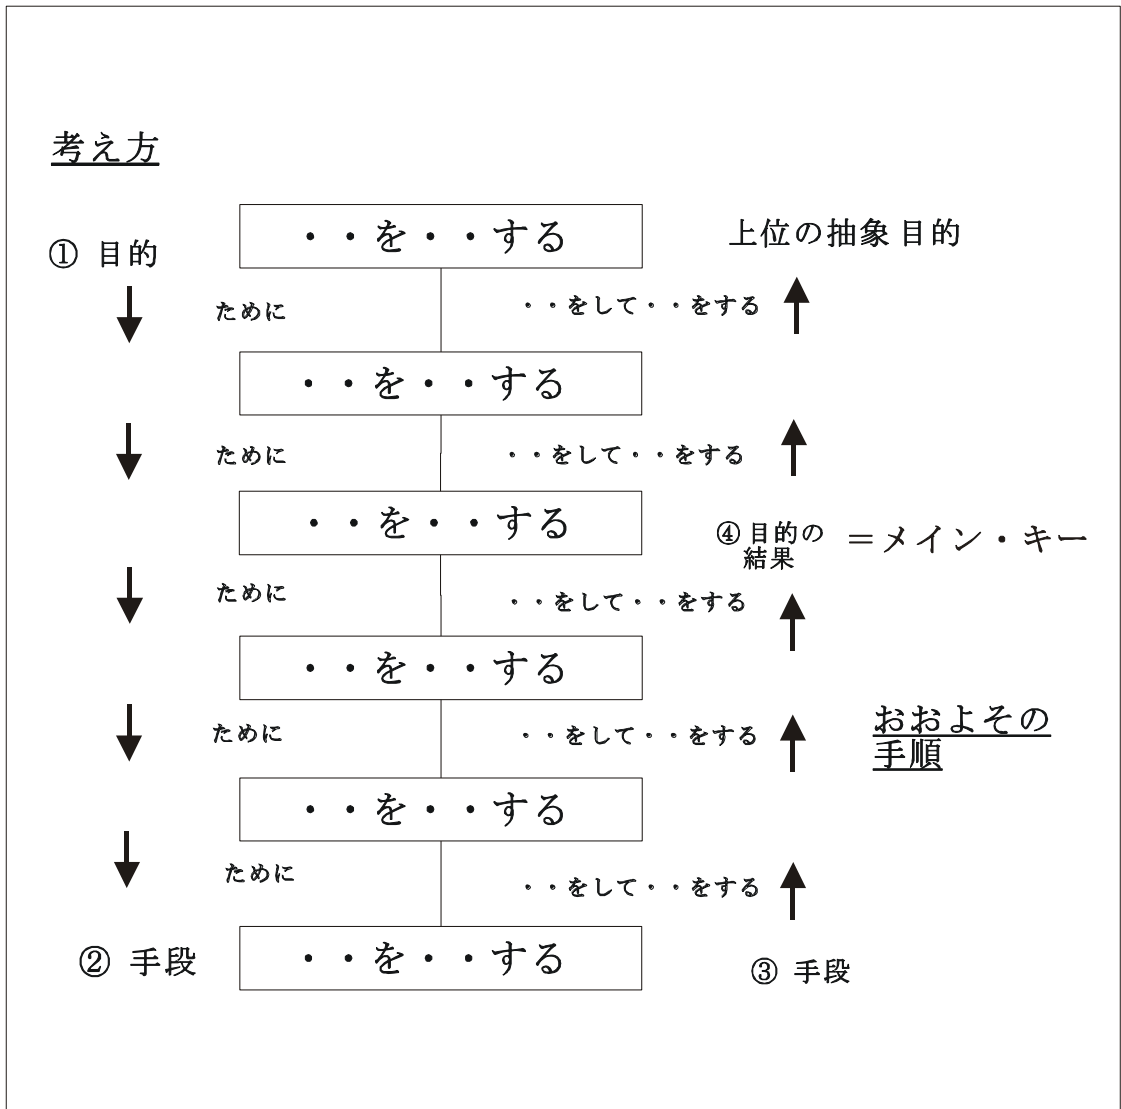 考え方
・・を・・する
上位の抽象目的
① 目的
ために
・・をして・・をする
・・を・・する
ために
・・をして・・をする
・・を・・する
④目的の
結果
＝メイン・キー
ために
・・をして・・をする
・・を・・する
おおよその
手順
ために
・・をして・・をする
・・を・・する
ために
・・をして・・をする
② 手段
・・を・・する
③ 手段